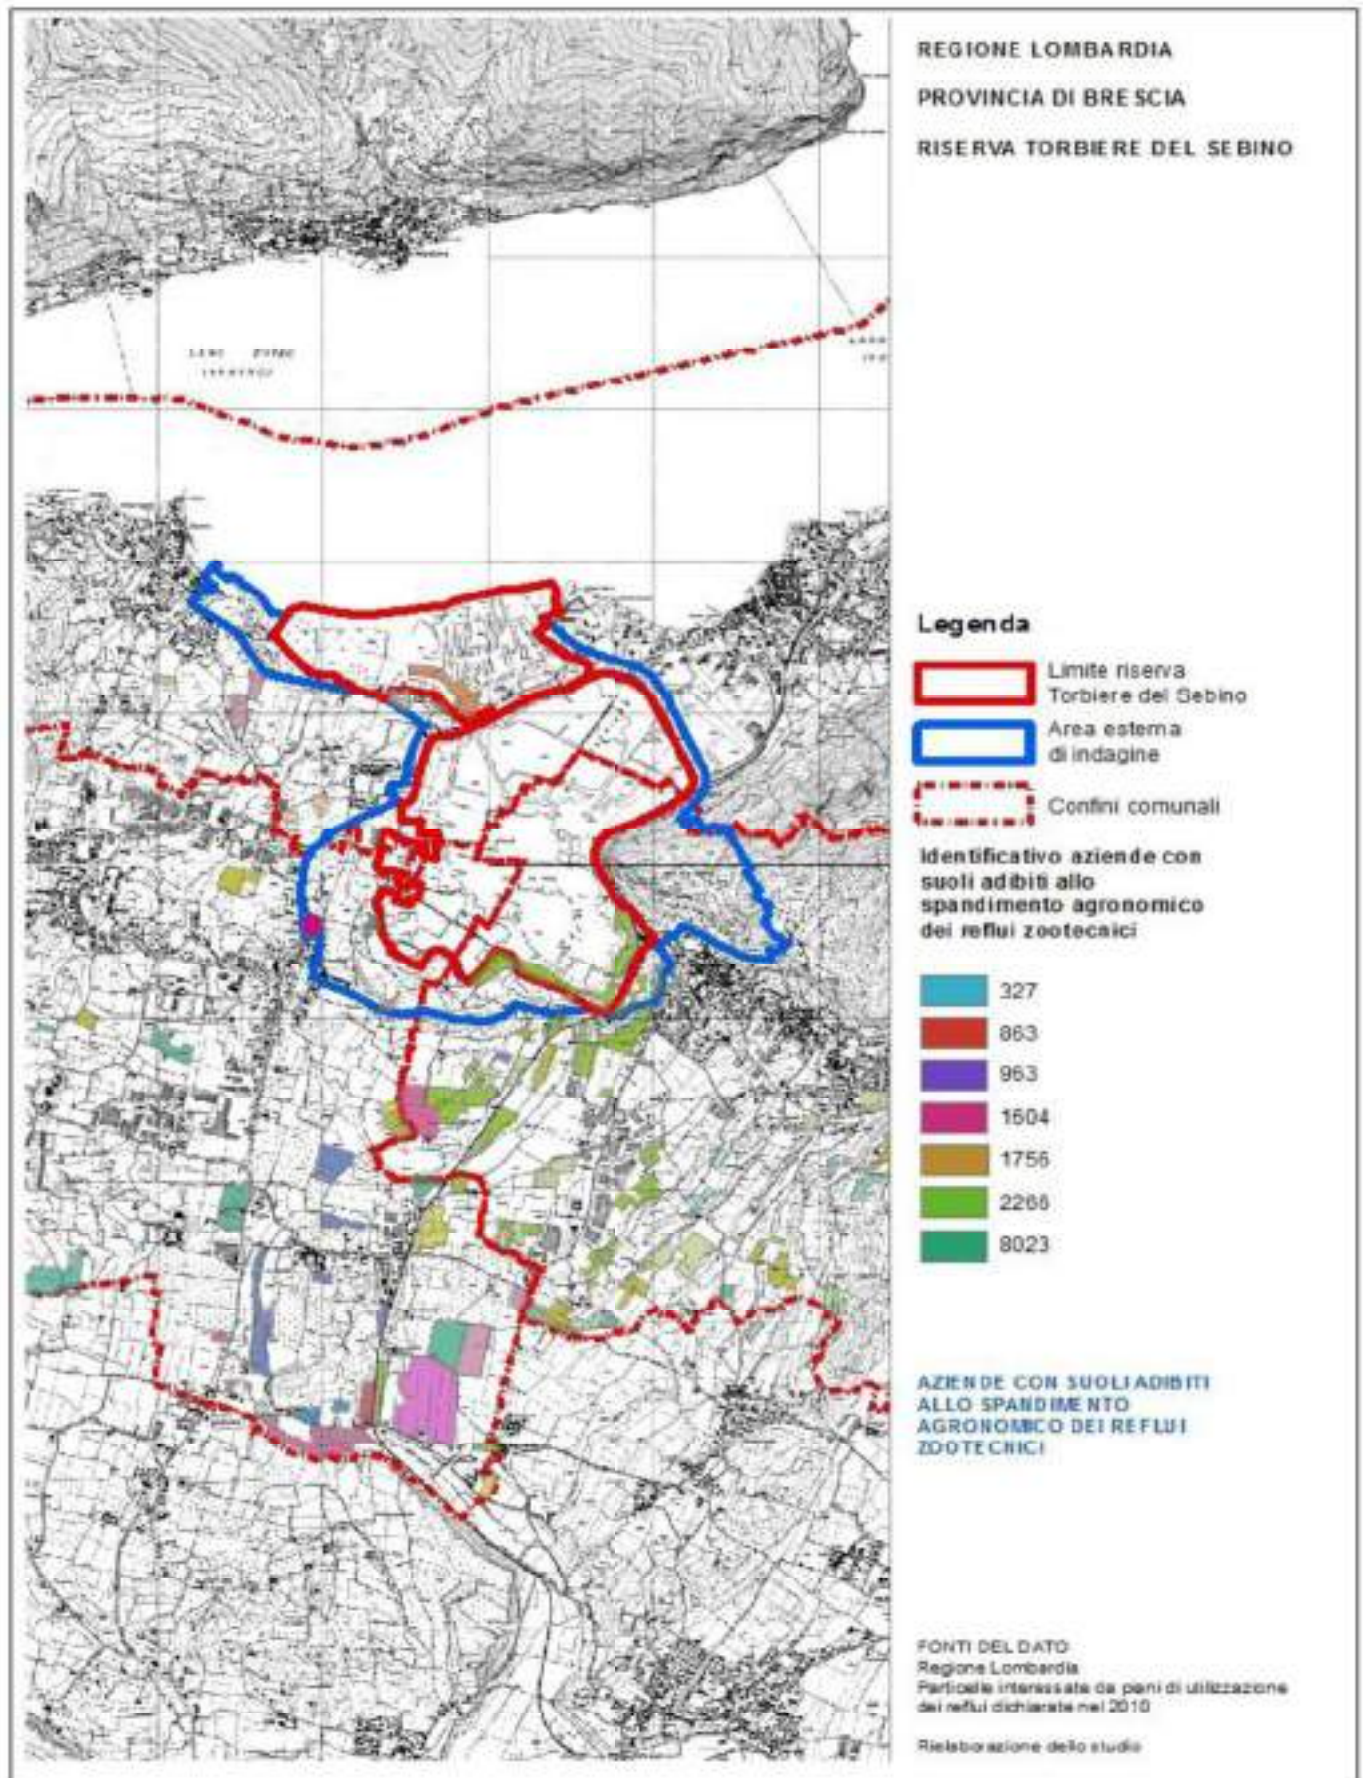 REGIONE LOMBARDIA
PROVINCIA DI BRESCIA
RISERVA TORBIERE DEL SEBINO
Legenda
Limite riserva
Torbiere del Sebino
Area esterna
di indagine
Confini comunali
Identificativo aziende con
suoli adibiti allo
spandimento agronomico
dei reflui zootecnici
327
863
963
1604
1756
2266
8023
AZIENDE CON SUOLI ADIBITI
ALLO SPANDIMENTO
AGRONOMICO DEI REFLUI
ZOOTECNICI
FONTI DEL DATO
Regione Lombardia
Particelle interessate da piani di utilizzazione
dei reflui dichiarate nel 2010
Rielaborazione dello studio